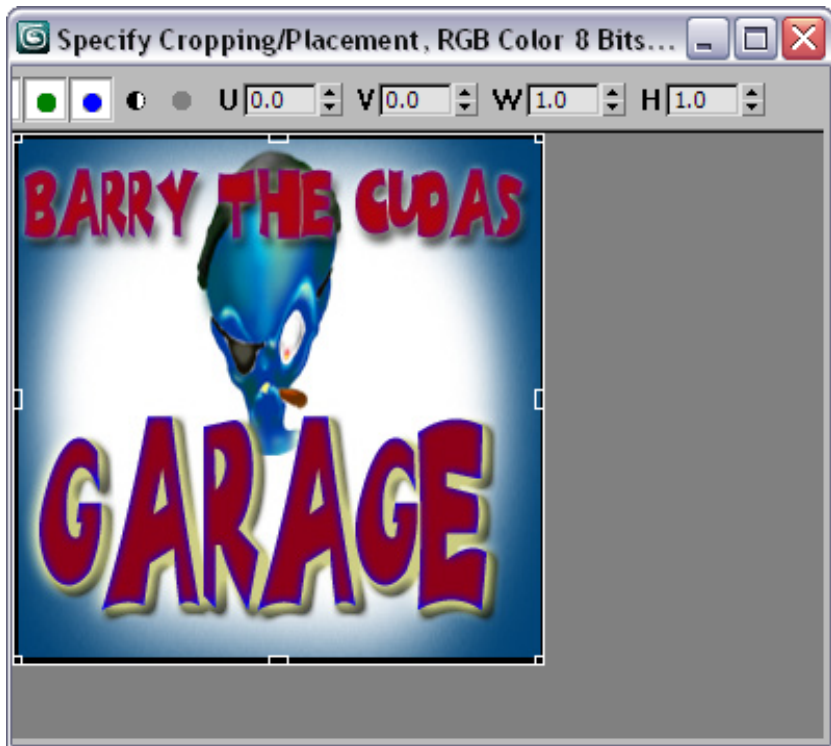 Specify Cropping/Placement, RGB Color 8 Bits...
U 0.0 V 0.0 W 1.0 H 1.0
BARRY THE CUDAS
GARAGE